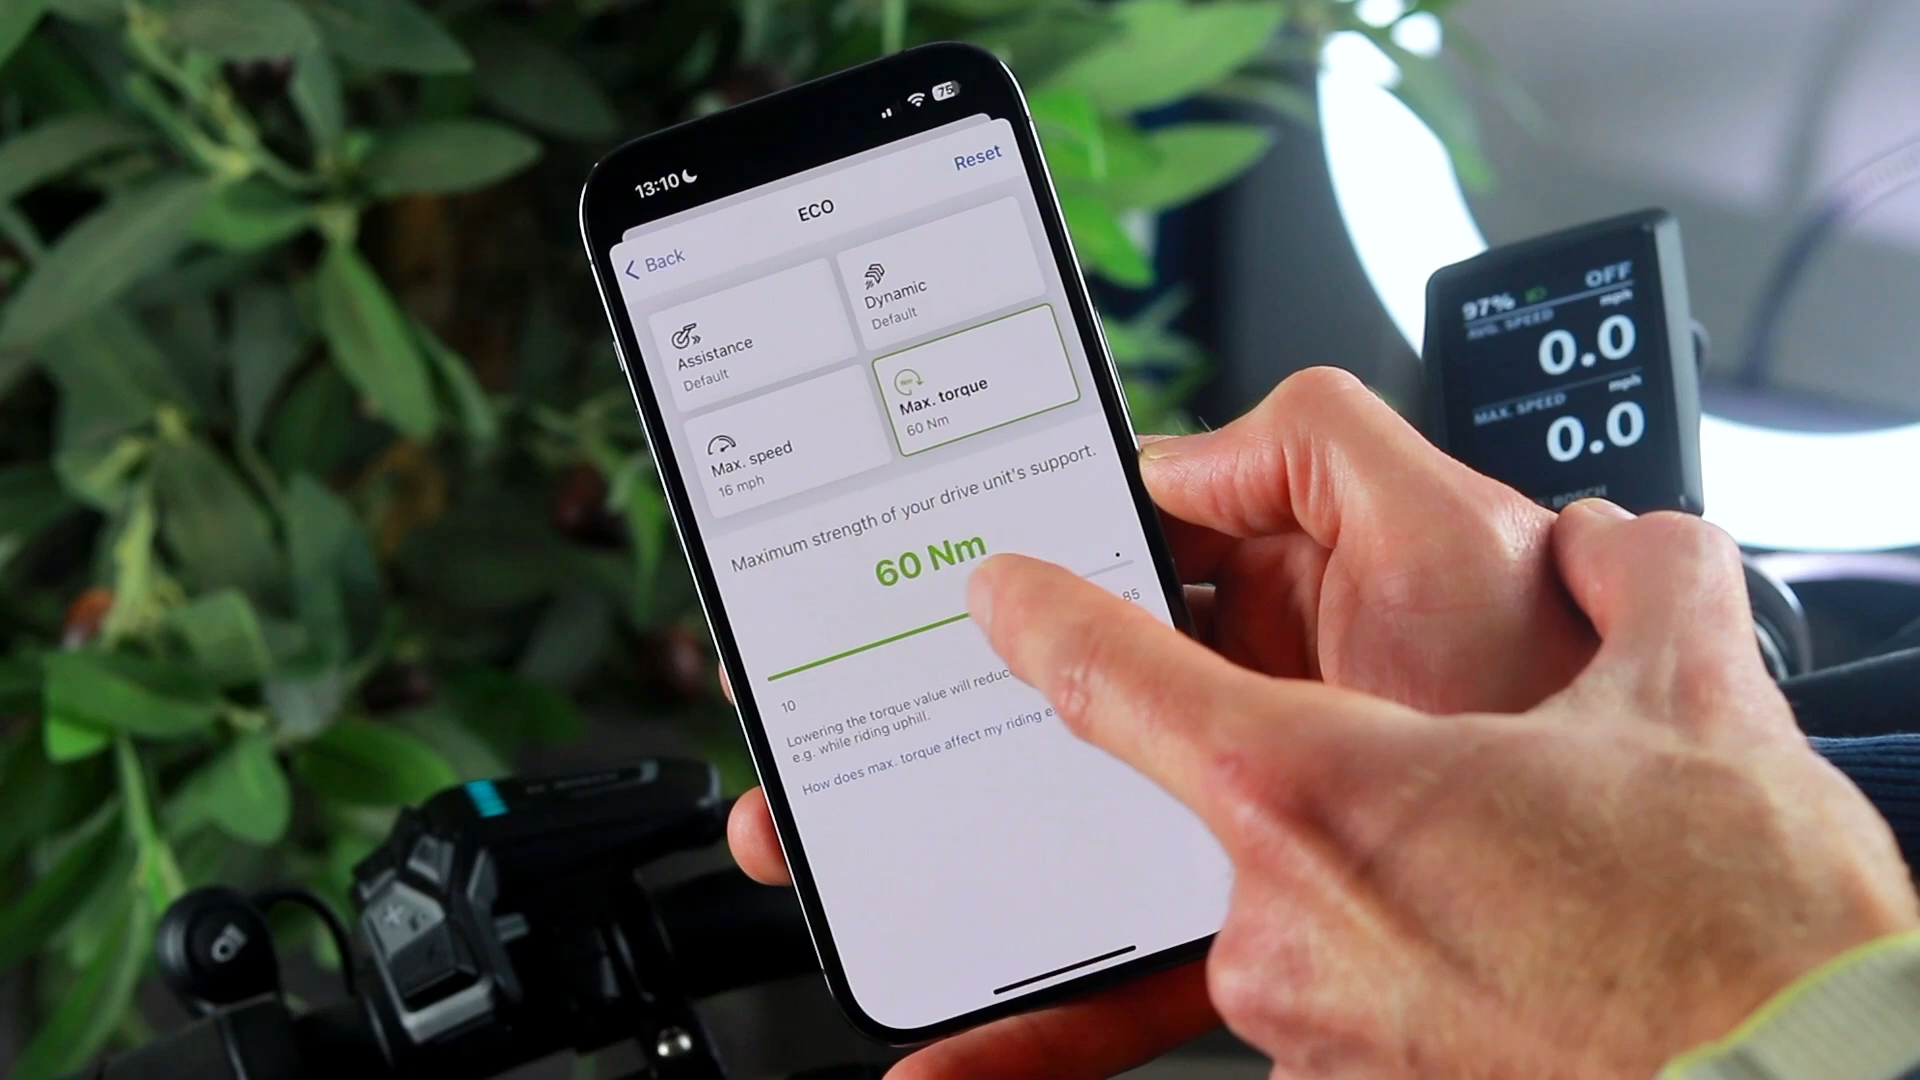 13:10
75
Reset
ECO
Back
Assistance
Default
Dynamic
Default
Max. speed
16 mph
Max. torque
60 Nm
Maximum strength of your drive unit's support.
60 Nm
10
85
Lowering the torque value will
e.g. while riding uphill.
How does max. torque affect my riding
97%
OFF
mph
AVG. SPEED
0.0
mph
MAX. SPEED
0.0
BOSCH